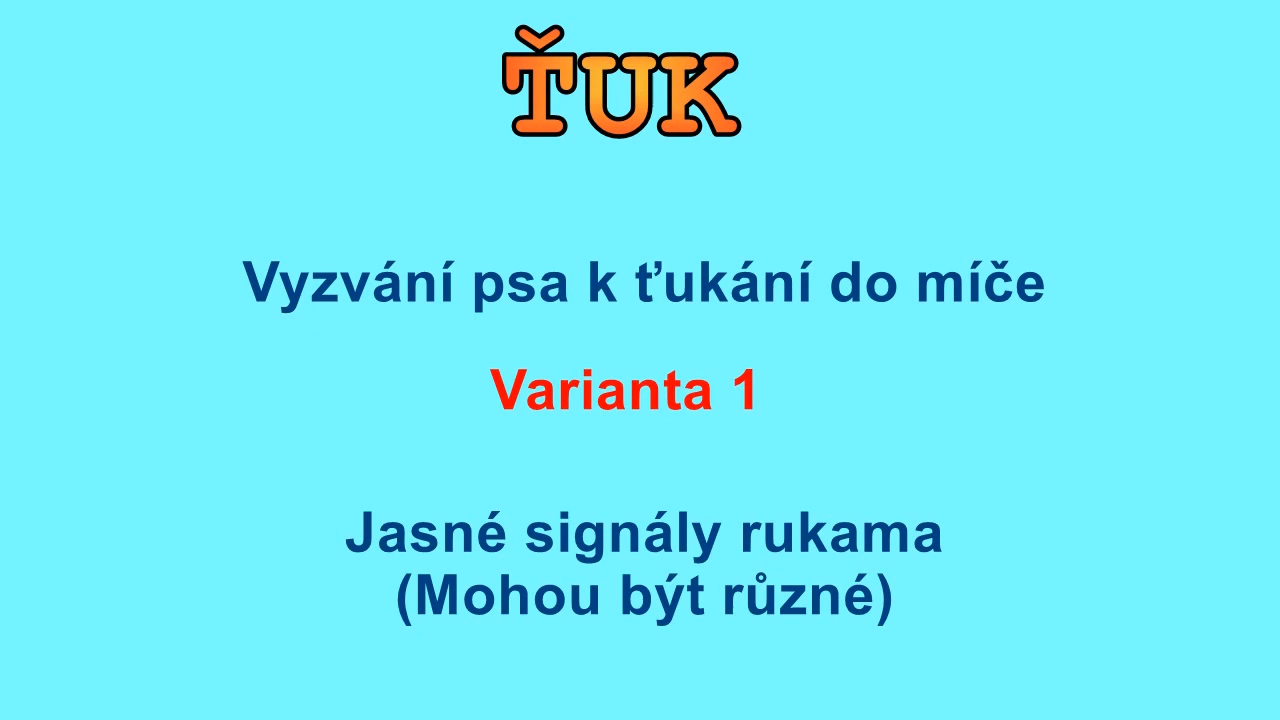 ŤUK
Vyzvání psa k ťukání do míče
Varianta 1
Jasné signály rukama
(Mohou být různé)